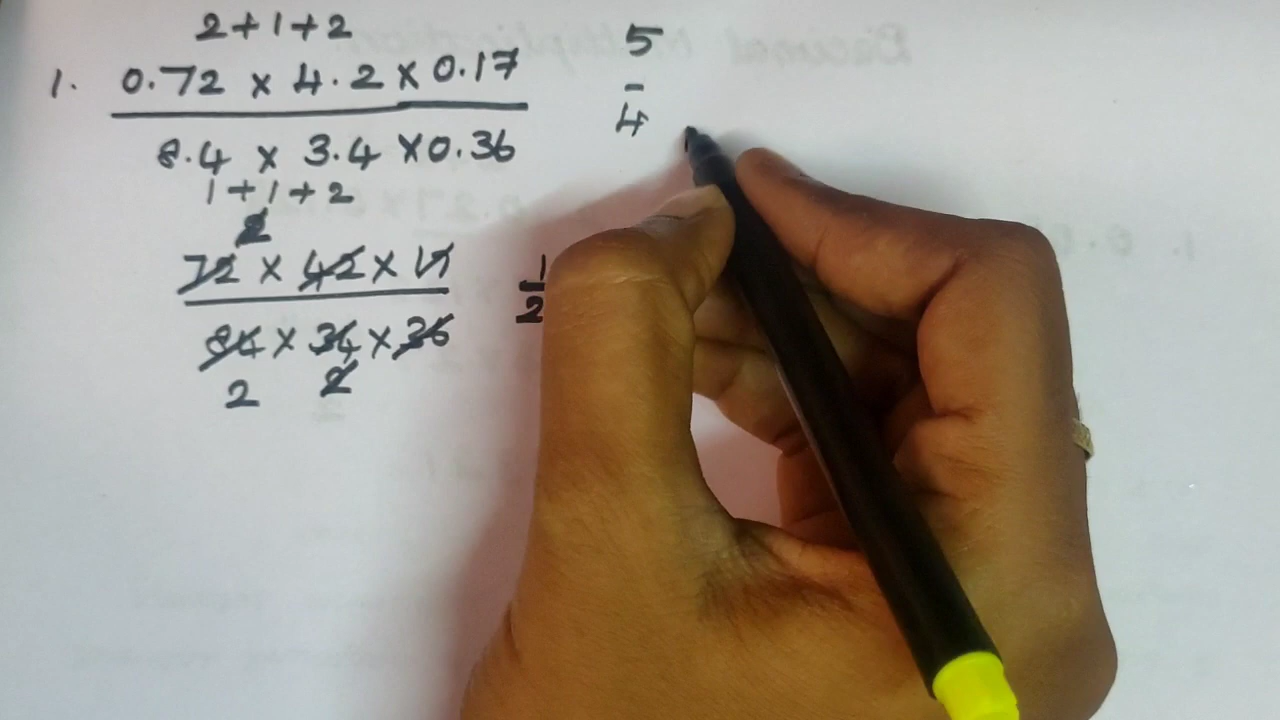 2+1+2
1. 0.72 x 4.2 x 0.17
8.4 x 3.4 x 0.36
1+1+2
2
72 x 42 x 17
84 x 34 x 36
2 2
1
2
5
-
4